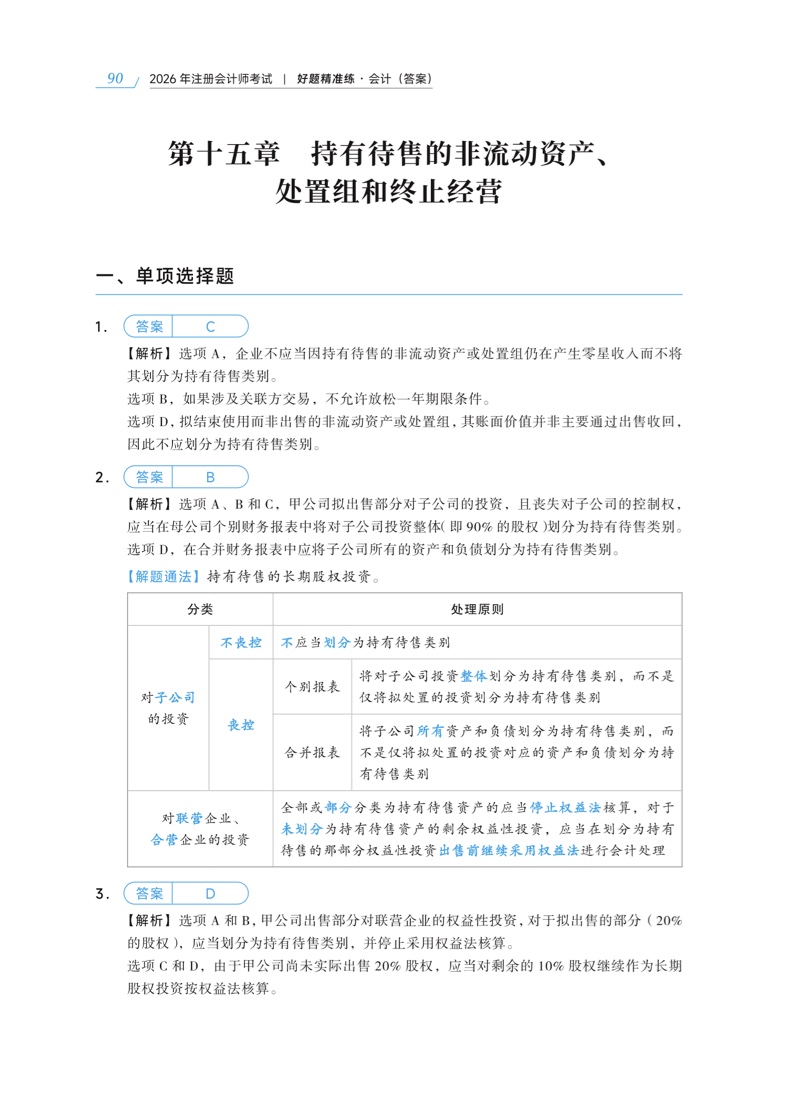 90 2026 年注册会计师考试 | 好题精准练·会计（答案）
第十五章 持有待售的非流动资产、
处置组和终止经营
一、单项选择题
1. 答案 C
【解析】选项 A，企业不应当因持有待售的非流动资产或处置组仍在产生零星收入而不将
其划分为持有待售类别。
选项 B，如果涉及关联方交易，不允许放松一年期限条件。
选项 D，拟结束使用而非出售的非流动资产或处置组，其账面价值并非主要通过出售收回，
因此不应划分为持有待售类别。
2. 答案 B
【解析】选项 A、B 和 C，甲公司拟出售部分对子公司的投资，且丧失对子公司的控制权，
应当在母公司个别财务报表中将对子公司投资整体（即 90% 的股权）划分为持有待售类别。
选项 D，在合并财务报表中应将子公司所有的资产和负债划分为持有待售类别。
【解题通法】持有待售的长期股权投资。
分类 处理原则
对子公司
的投资
不丧控 不应当划分为持有待售类别
丧控
个别报表
将对子公司投资整体划分为持有待售类别，而不是
仅将拟处置的投资划分为持有待售类别
合并报表
将子公司所有资产和负债划分为持有待售类别，而
不是仅将拟处置的投资对应的资产和负债划分为持
有待售类别
对联营企业、
合营企业的投资
全部或部分分类为持有待售资产的应当停止权益法核算，对于
未划分为持有待售资产的剩余权益性投资，应当在划分为持有
待售的那部分权益性投资出售前继续采用权益法进行会计处理
3. 答案 D
【解析】选项 A 和 B，甲公司出售部分对联营企业的权益性投资，对于拟出售的部分（20%
的股权），应当划分为持有待售类别，并停止采用权益法核算。
选项 C 和 D，由于甲公司尚未实际出售 20% 股权，应当对剩余的 10% 股权继续作为长期
股权投资按权益法核算。